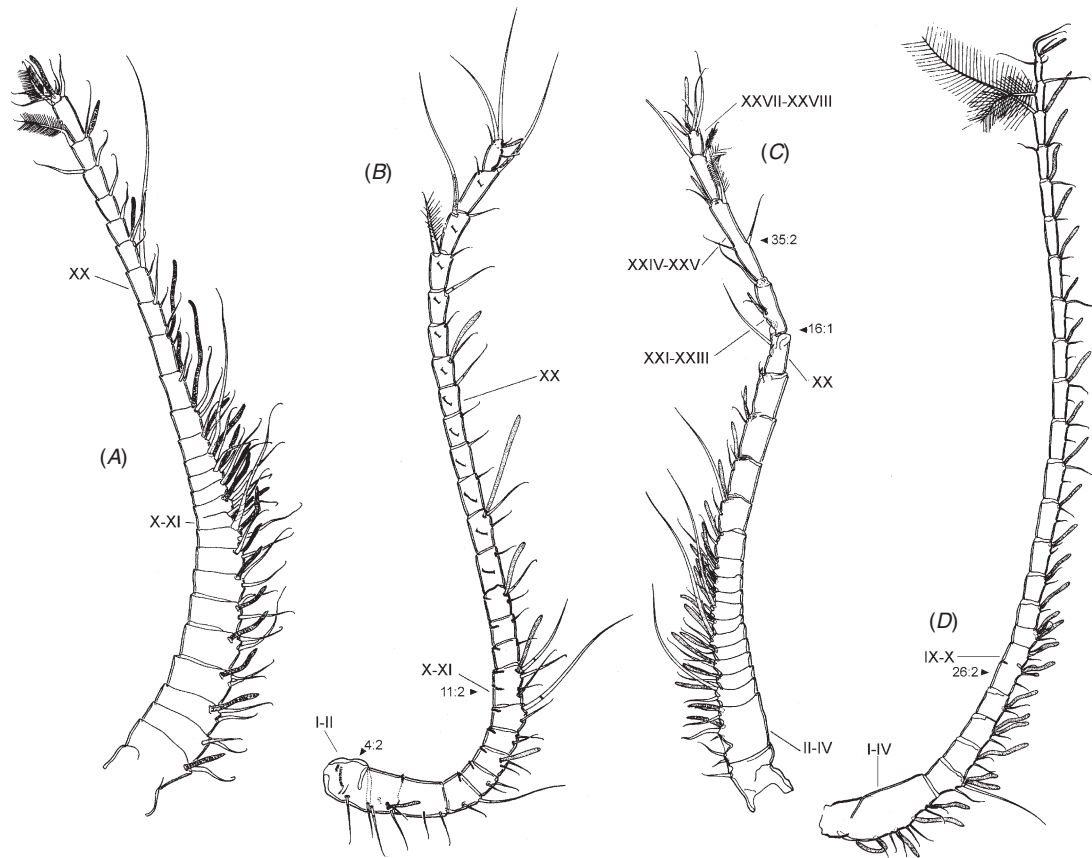 (A)
XX
X-XI
(B)
XX
X-XI
11:2 ◄
I-II
4:2
(C)
XXVII-XXVIII
◄ 35:2
XXIV-XXV
◄ 16:1
XXI-XXIII
XX
II-IV
(D)
IX-X
26:2 ►
I-IV